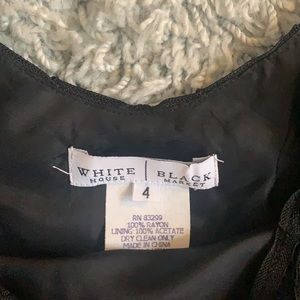 WHITE | BLACK
HOUSE | MARKET
4
RN 83299
100% RAYON
LINING: 100% ACETATE
DRY CLEAN ONLY
MADE IN CHINA